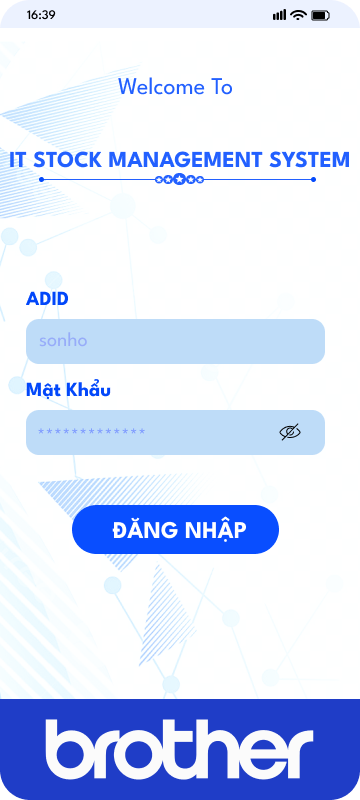 16:39
Welcome To
IT STOCK MANAGEMENT SYSTEM
ADID
sonho
Mật Khẩu
*************
ĐĂNG NHẬP
brother